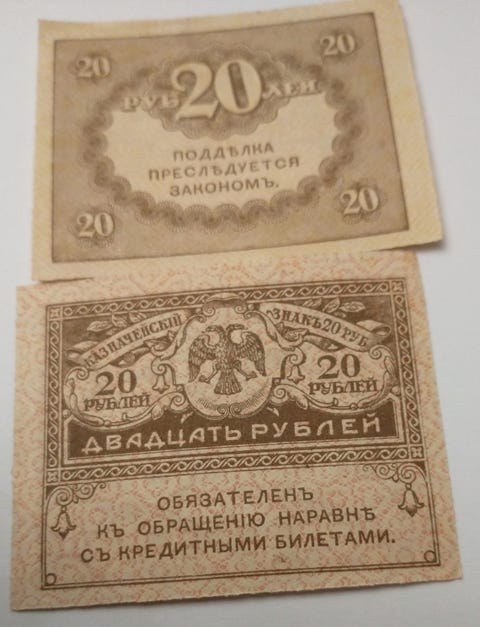 20 20
РУБ 20 ЛЕЙ
ПОДДѢЛКА
ПРЕСЛѢДУЕТСЯ
ЗАКОНОМЪ.
20 20
КАЗНАЧЕЙСКІЙ ЗНАКЪ 20 РУБ.
20 20
РУБЛЕЙ РУБЛЕЙ
ДВАДЦАТЬ РУБЛЕЙ
ОБЯЗАТЕЛЕНЪ
КЪ ОБРАЩЕНІЮ НАРАВНѢ
СЪ КРЕДИТНЫМИ БИЛЕТАМИ.